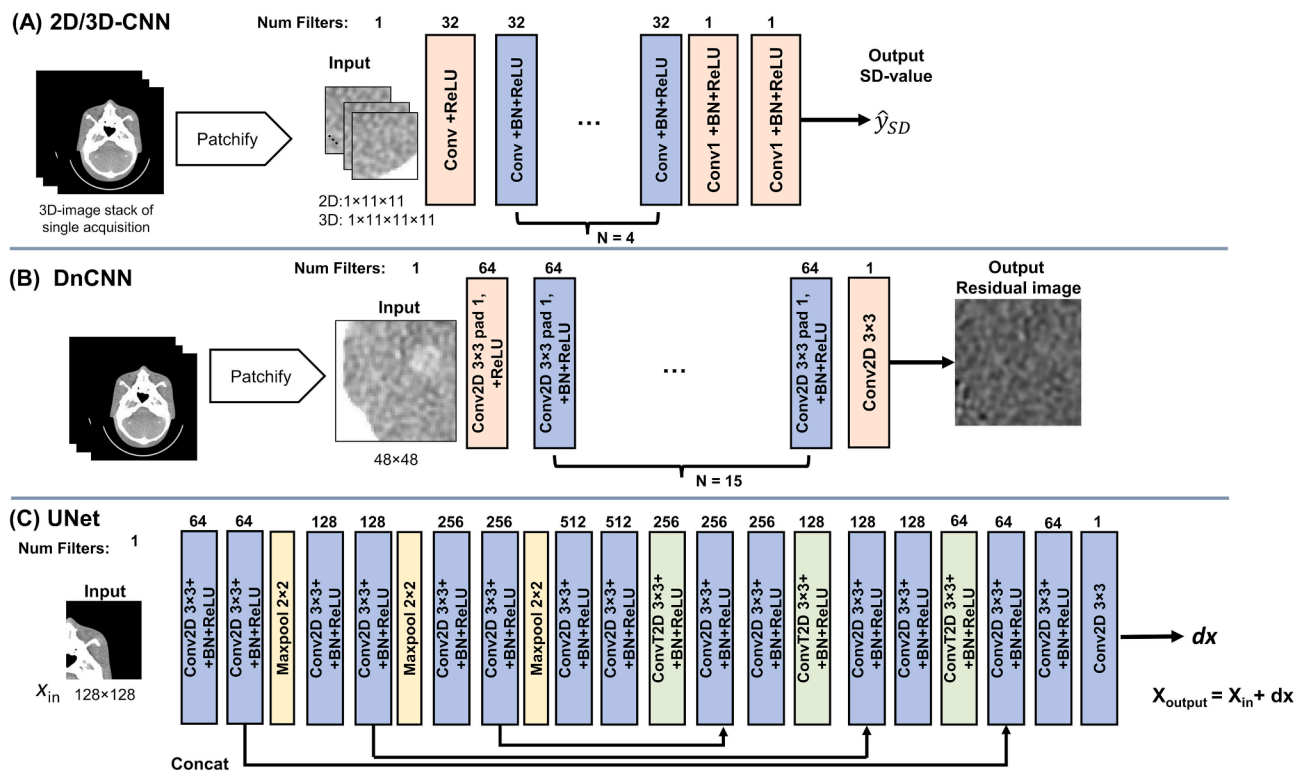 (A) 2D/3D-CNN
Num Filters: 1 32 32 32 1 1
Input
Output
SD-value
Patchify
Conv +ReLU
Conv +BN+ReLU
...
Conv +BN+ReLU
Conv1 +BN+ReLU
Conv1 +BN+ReLU
ŷSD
2D:1×11×11
3D: 1×11×11×11
3D-image stack of
single acquisition
N = 4
(B) DnCNN
Num Filters: 1 64 64 64 1
Input
Output
Residual image
Patchify
Conv2D 3×3 pad 1,
+ReLU
Conv2D 3×3 pad 1,
+BN+ReLU
...
Conv2D 3×3 pad 1,
+BN+ReLU
Conv2D 3×3
48×48
N = 15
(C) UNet
64 64 128 128 256 256 512 512 256 256 256 128 128 128 64 64 64 1
Num Filters: 1
Input
Xin 128×128
Conv2D 3×3+
+BN+ReLU
Conv2D 3×3+
+BN+ReLU
Maxpool 2×2
Conv2D 3×3+
+BN+ReLU
Conv2D 3×3+
+BN+ReLU
Maxpool 2×2
Conv2D 3×3+
+BN+ReLU
Conv2D 3×3+
+BN+ReLU
Maxpool 2×2
Conv2D 3×3+
+BN+ReLU
Conv2D 3×3+
+BN+ReLU
ConvT2D 3×3+
+BN+ReLU
Conv2D 3×3+
+BN+ReLU
Conv2D 3×3+
+BN+ReLU
ConvT2D 3×3+
+BN+ReLU
Conv2D 3×3+
+BN+ReLU
Conv2D 3×3+
+BN+ReLU
ConvT2D 3×3+
+BN+ReLU
Conv2D 3×3+
+BN+ReLU
Conv2D 3×3+
+BN+ReLU
Conv2D 3×3
dx
Xoutput = Xin+ dx
Concat